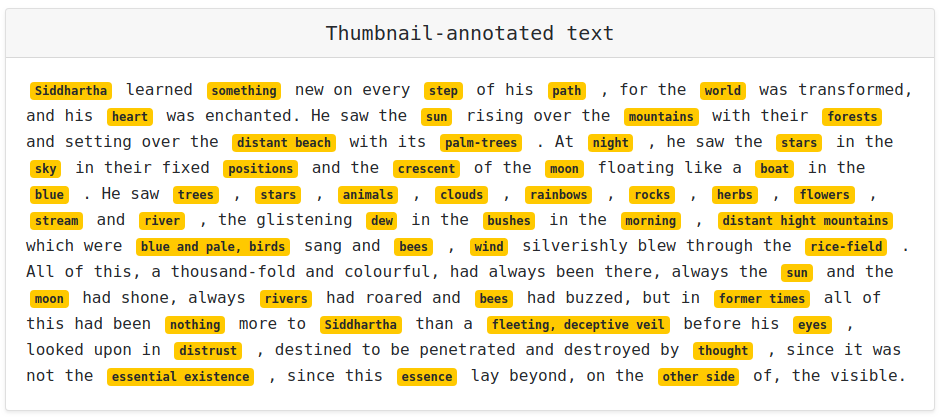 Thumbnail-annotated text
Siddhartha learned something new on every step of his path , for the world was transformed,
and his heart was enchanted. He saw the sun rising over the mountains with their forests
and setting over the distant beach with its palm-trees . At night , he saw the stars in the
sky in their fixed positions and the crescent of the moon floating like a boat in the
blue . He saw trees , stars , animals , clouds , rainbows , rocks , herbs , flowers ,
stream and river , the glistening dew in the bushes in the morning , distant hight mountains
which were blue and pale, birds sang and bees , wind silverishly blew through the rice-field .
All of this, a thousand-fold and colourful, had always been there, always the sun and the
moon had shone, always rivers had roared and bees had buzzed, but in former times all of
this had been nothing more to Siddhartha than a fleeting, deceptive veil before his eyes ,
looked upon in distrust , destined to be penetrated and destroyed by thought , since it was
not the essential existence , since this essence lay beyond, on the other side of, the visible.